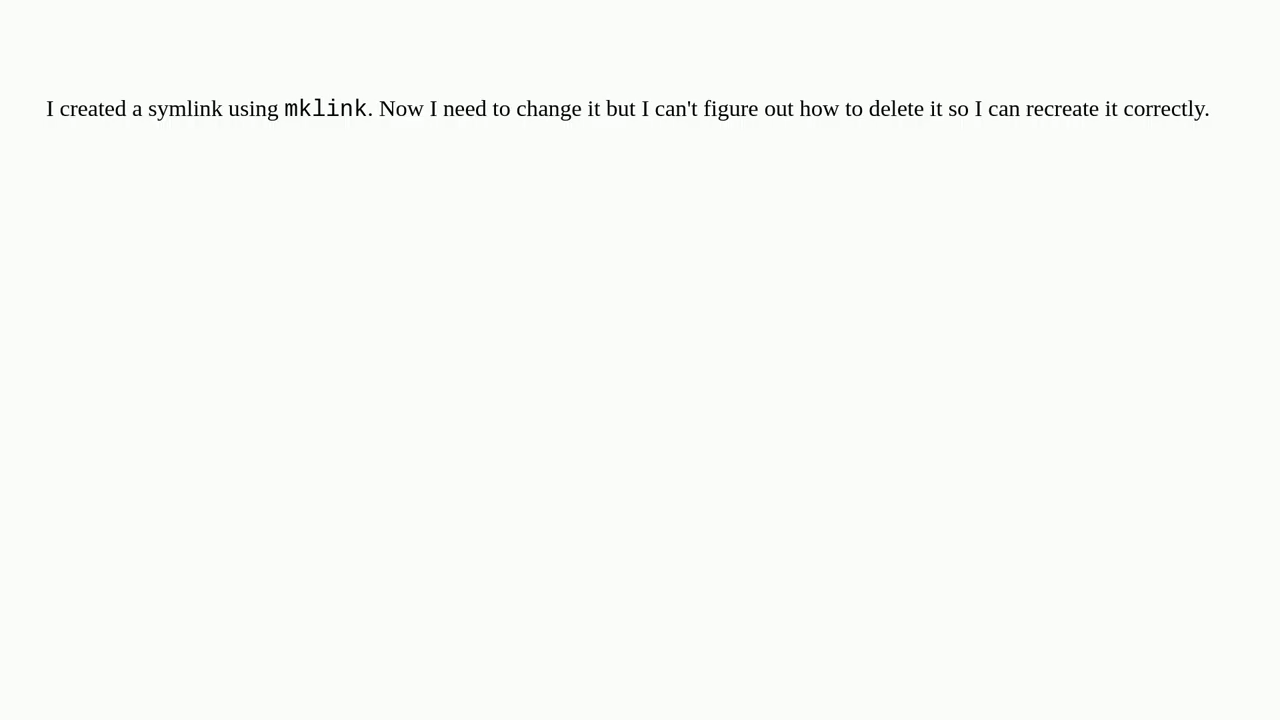 I created a symlink using mklink. Now I need to change it but I can't figure out how to delete it so I can recreate it correctly.